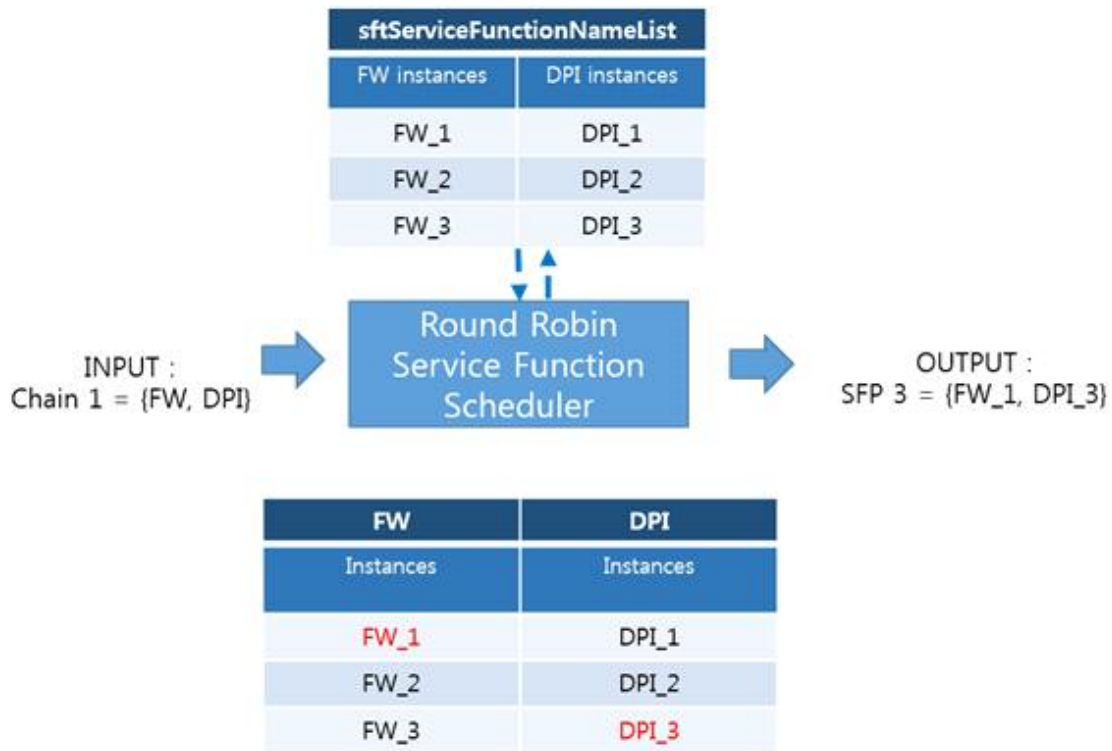 sftServiceFunctionNameList
FW instances DPI instances
FW_1 DPI_1
FW_2 DPI_2
FW_3 DPI_3
Round Robin
Service Function
Scheduler
INPUT :
Chain 1 = {FW, DPI}
OUTPUT :
SFP 3 = {FW_1, DPI_3}
FW DPI
Instances Instances
FW_1 DPI_1
FW_2 DPI_2
FW_3 DPI_3